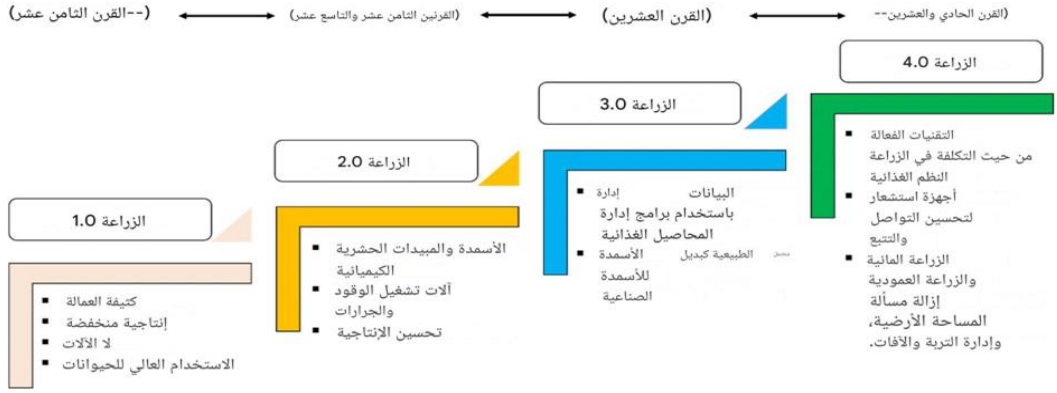 (--القرن الثامن عشر)
(القرنين الثامن عشر والتاسع عشر)
(القرن العشرين)
(القرن الحادي والعشرين--
الزراعة 1.0
كثيفة العمالة
إنتاجية منخفضة
لا الآلات
الاستخدام العالي للحيوانات
الزراعة 2.0
الأسمدة والمبيدات الحشرية
الكيميائية
آلات تشغيل الوقود
والجرارات
تحسين الإنتاجية
الزراعة 3.0
إدارة البيانات
باستخدام برامج إدارة
المحاصيل الغذائية
الأسمدة الطبيعية كبديل
للأسمدة
الصناعية
الزراعة 4.0
التقنيات الفعالة
من حيث التكلفة في الزراعة
النظم الغذائية
أجهزة استشعار
لتحسين التواصل
والتتبع
الزراعة المائية
والزراعة العمودية
إزالة مسألة
المساحة الأرضية،
وإدارة التربة والآفات.